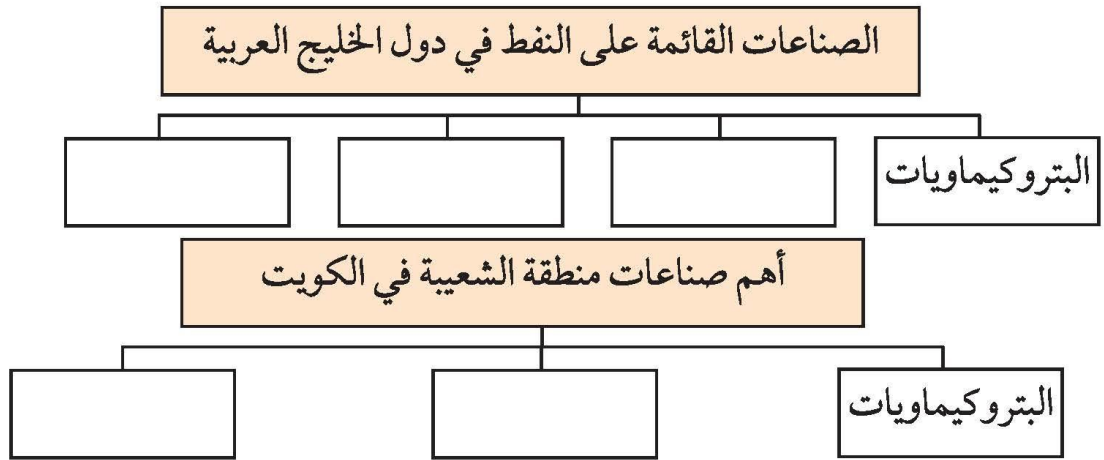 الصناعات القائمة على النفط في دول الخليج العربية
البتروكيماويات
أهم صناعات منطقة الشعيبة في الكويت
البتروكيماويات